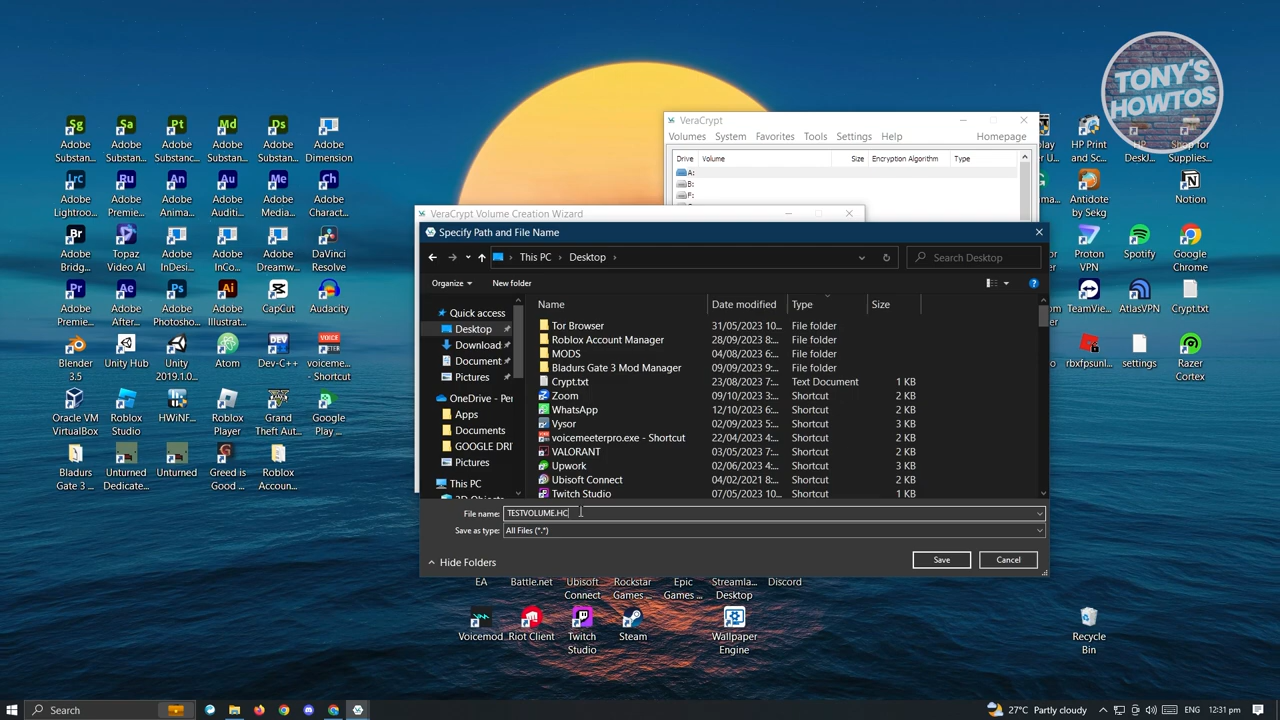 TONY'S
HOWTOS
Adobe Substan...
Adobe Substan...
Adobe Substanc...
Adobe Substan...
Adobe Substan...
Adobe Dimension
Adobe Lightroo...
Adobe Premie...
Adobe Anima...
Adobe Auditi...
Adobe Media...
Adobe Charact...
Adobe Bridg...
Topaz Video AI
Adobe InDesi...
Adobe InCo...
Adobe Dreamw...
DaVinci Resolve
Adobe Premie...
Adobe After...
Adobe Photosho...
Adobe Illustrat...
CapCut
Audacity
Blender 3.5
Unity Hub
Unity 2019.1.0...
Atom
Dev-C++
voiceme... - Shortcut
Oracle VM VirtualBox
Roblox Studio
HWiNF...
Roblox Player
Grand Theft Aut...
Google Play ...
Bladurs Gate 3 ...
Unturned Dedicate...
Unturned
Greed is Good ...
Roblox Accoun...
VeraCrypt
Volumes System Favorites Tools Settings Help Homepage
Drive Volume Size Encryption Algorithm Type
A:
B:
F:
VeraCrypt Volume Creation Wizard
Specify Path and File Name
This PC > Desktop >
Search Desktop
Organize New folder
Quick access
Desktop
Download:
Document
Pictures
OneDrive - Per
Apps
Documents
GOOGLE DRI
Pictures
This PC
Name Date modified Type Size
Tor Browser 31/05/2023 10... File folder
Roblox Account Manager 28/09/2023 8:... File folder
MODS 04/08/2023 6:... File folder
Bladurs Gate 3 Mod Manager 09/09/2023 9:... File folder
Crypt.txt 23/08/2023 7:... Text Document 1 KB
Zoom 09/10/2023 3:... Shortcut 2 KB
WhatsApp 12/10/2023 6:... Shortcut 2 KB
Vysor 02/09/2023 5:... Shortcut 3 KB
voicemeeterpro.exe - Shortcut 22/04/2023 4:... Shortcut 2 KB
VALORANT 03/05/2023 7:... Shortcut 2 KB
Upwork 02/06/2023 4:... Shortcut 3 KB
Ubisoft Connect 04/02/2021 8:... Shortcut 2 KB
Twitch Studio 07/05/2023 10... Shortcut 2 KB
File name: TESTVOLUME.HC
Save as type: All Files (*.*)
Hide Folders
Save
Cancel
HP Print and Sc...
Shop for Supplies...
Antidote by Sekg
Notion
Proton VPN
Spotify
Google Chrome
TeamVie...
AtlasVPN
Crypt.txt
rbxfpsunl...
settings
Razer Cortex
EA
Battle.net
Ubisoft Connect
Rockstar Games ...
Epic Games ...
Streamla... Desktop
Discord
Voicemod
Riot Client
Twitch Studio
Steam
Wallpaper Engine
Recycle Bin
Search
27°C Partly cloudy
ENG
12:31 pm